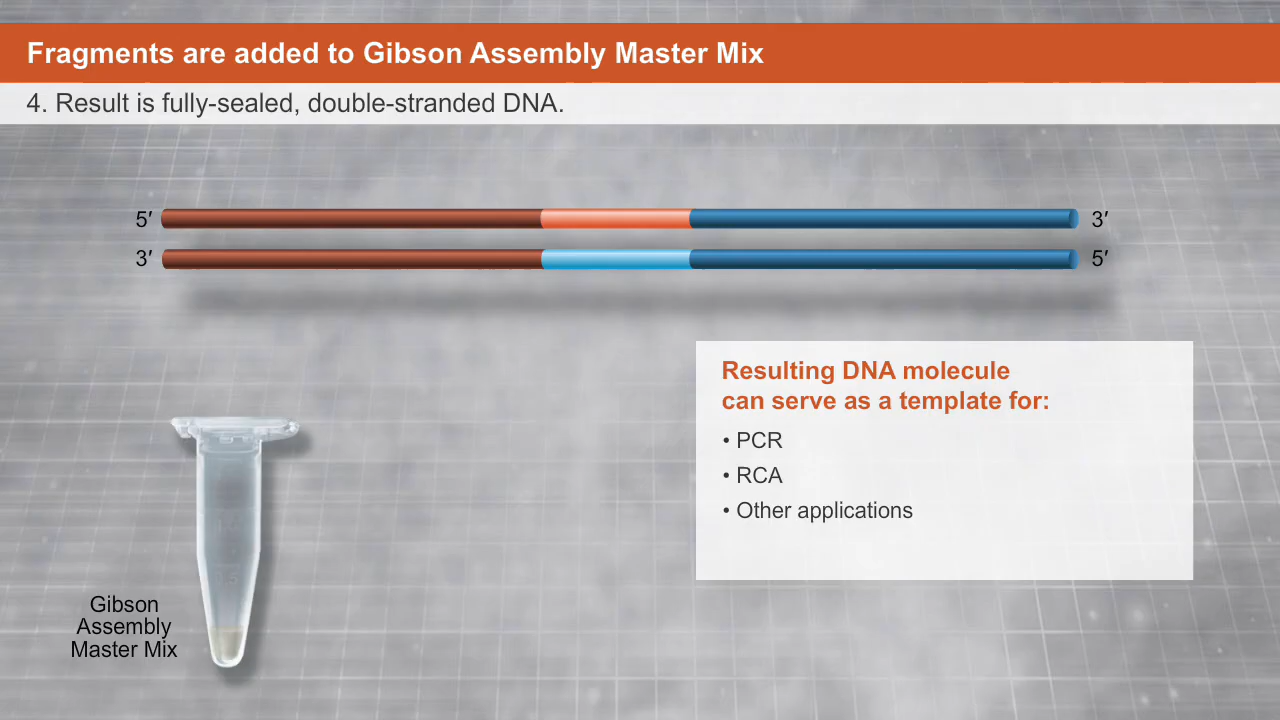 Fragments are added to Gibson Assembly Master Mix
4. Result is fully-sealed, double-stranded DNA.
5′ 3′
3′ 5′
Resulting DNA molecule
can serve as a template for:
• PCR
• RCA
• Other applications
Gibson
Assembly
Master Mix